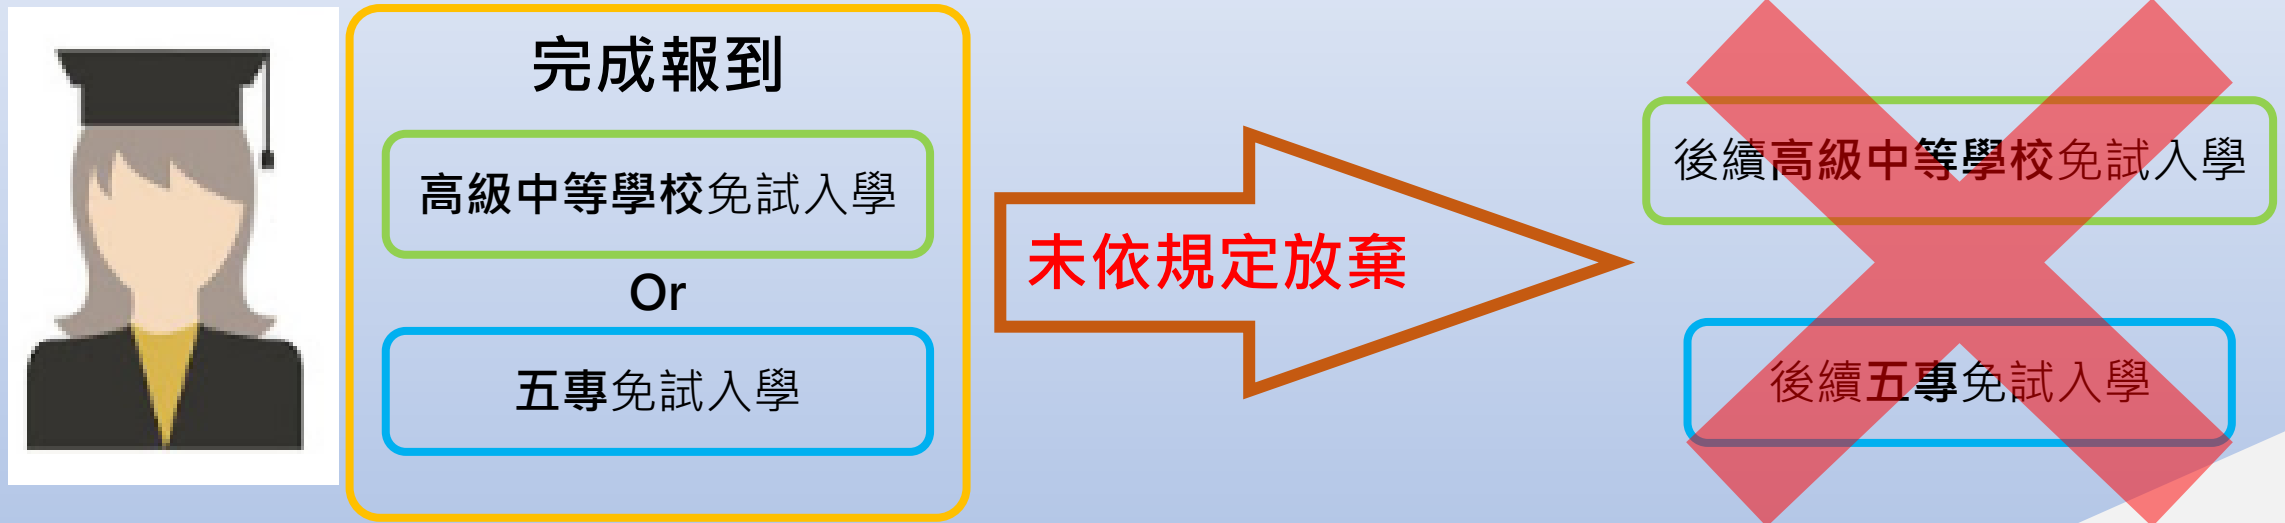 完成報到
高級中等學校免試入學
Or
五專免試入學
未依規定放棄
後續高級中等學校免試入學
後續五專免試入學